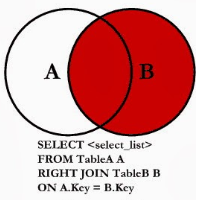 A B
SELECT <select_list>
FROM TableA A
RIGHT JOIN TableB B
ON A.Key = B.Key